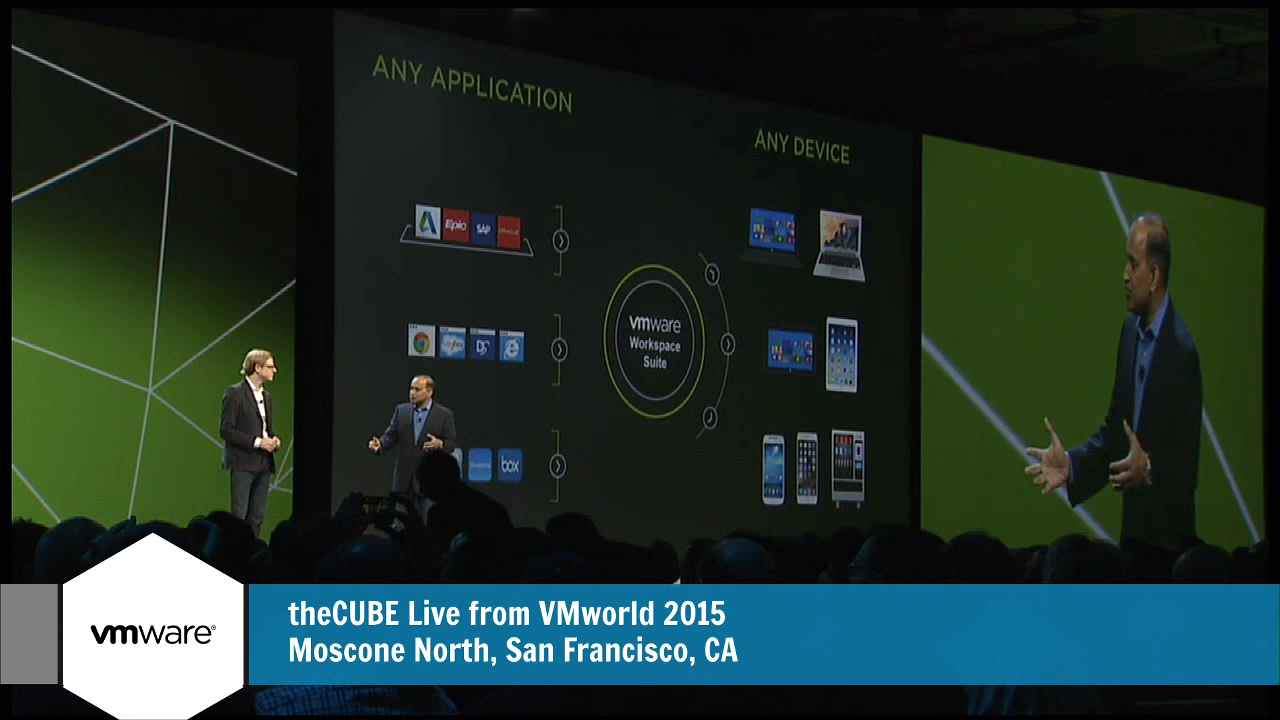 ANY APPLICATION
ANY DEVICE
Epic
SAP
ORACLE
vmware
Workspace
Suite
box
theCUBE Live from VMworld 2015
Moscone North, San Francisco, CA
vmware®